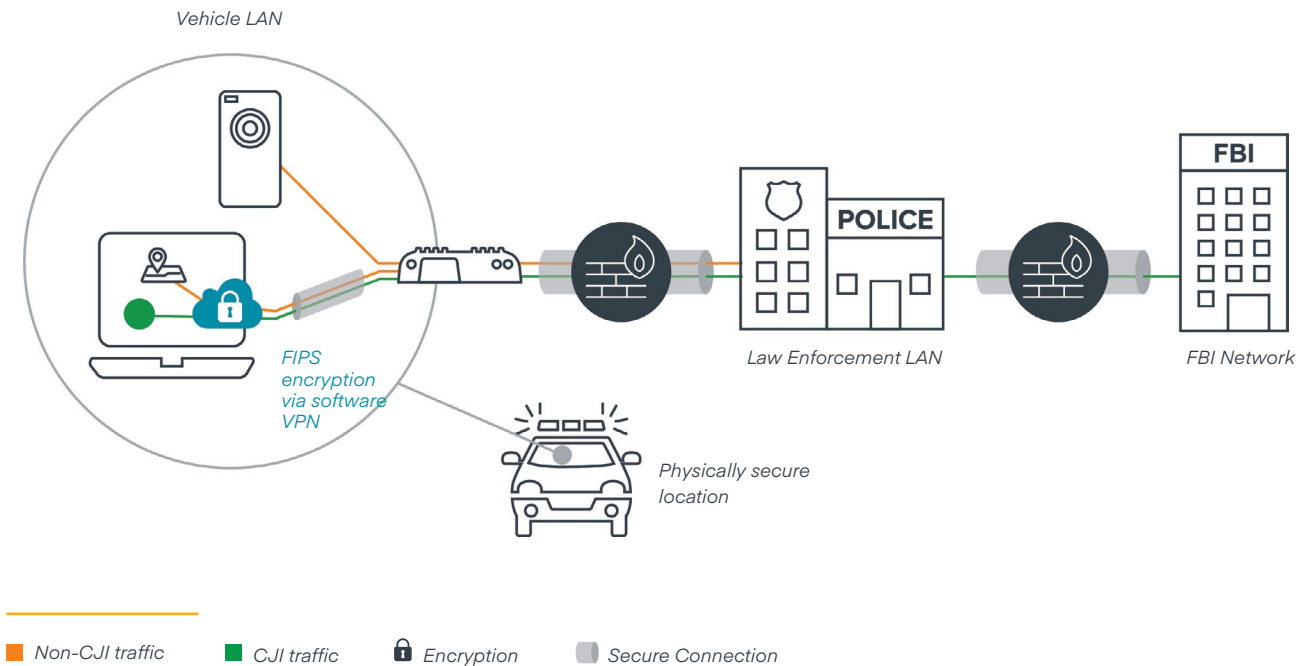 Vehicle LAN
FBI
POLICE
FIPS
encryption
via software
VPN
Law Enforcement LAN
FBI Network
Physically secure
location
Non-CJI traffic
CJI traffic
Encryption
Secure Connection